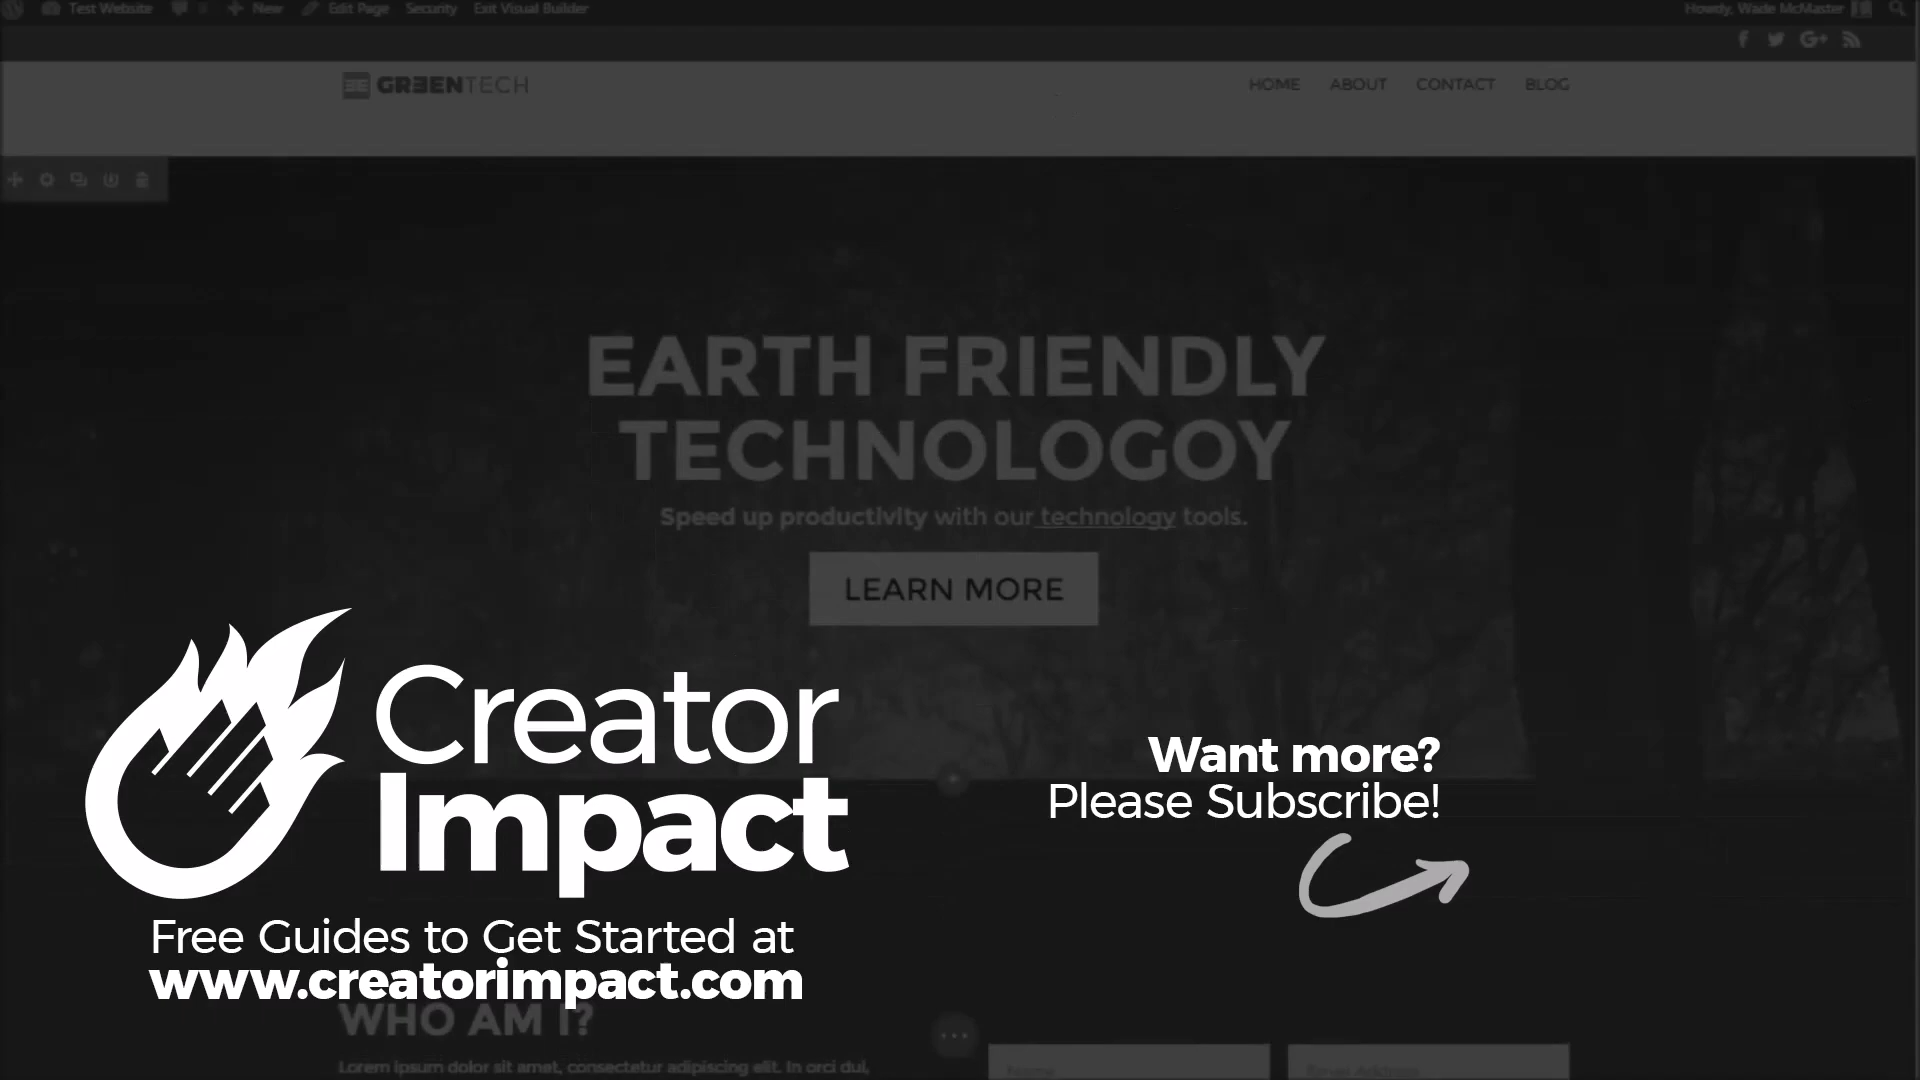 Test Website New Edit Page Security Exit Visual Builder Howdy, Wade McMaster
GREENTECH HOME ABOUT CONTACT BLOG
EARTH FRIENDLY
TECHNOLOGOY
Speed up productivity with our technology tools.
LEARN MORE
Creator
Impact
Want more?
Please Subscribe!
Free Guides to Get Started at
www.creatorimpact.com
WHO AM I?
Lorem ipsum dolor sit amet, consectetur adipiscing elit. In orci dui,
Name Email Address